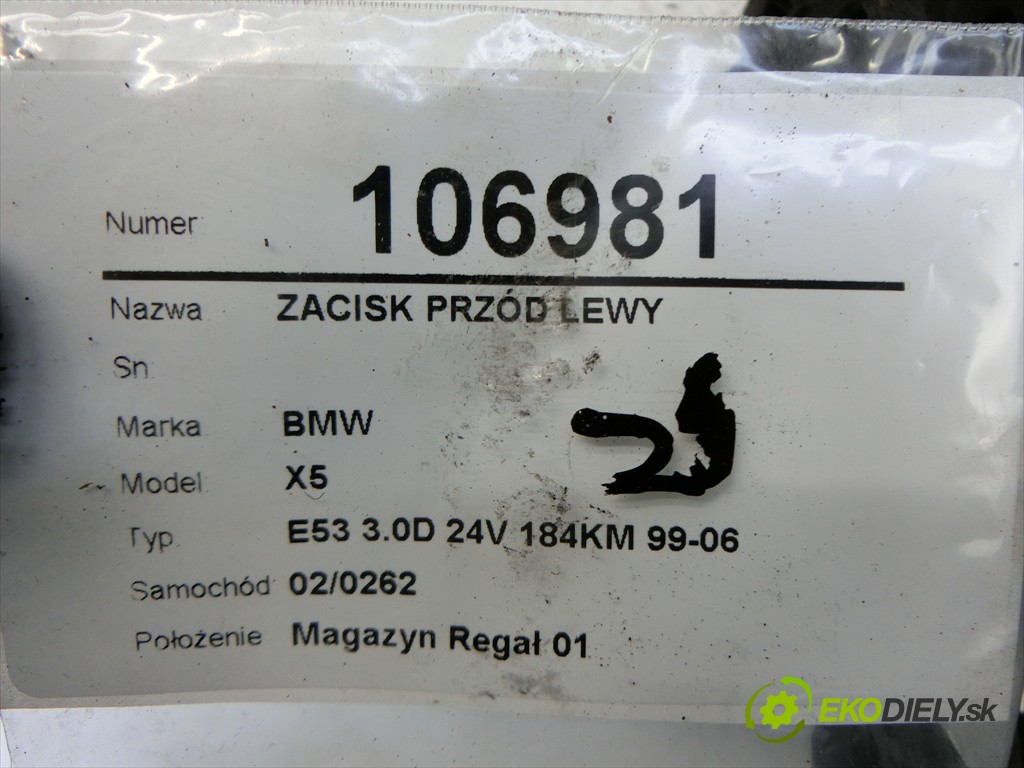 Numer 106981
Nazwa ZACISK PRZÓD LEWY
Sn
Marka BMW
Model X5
Typ E53 3.0D 24V 184KM 99-06
Samochód 02/0262
Położenie Magazyn Regał 01
EKODIELY.sk